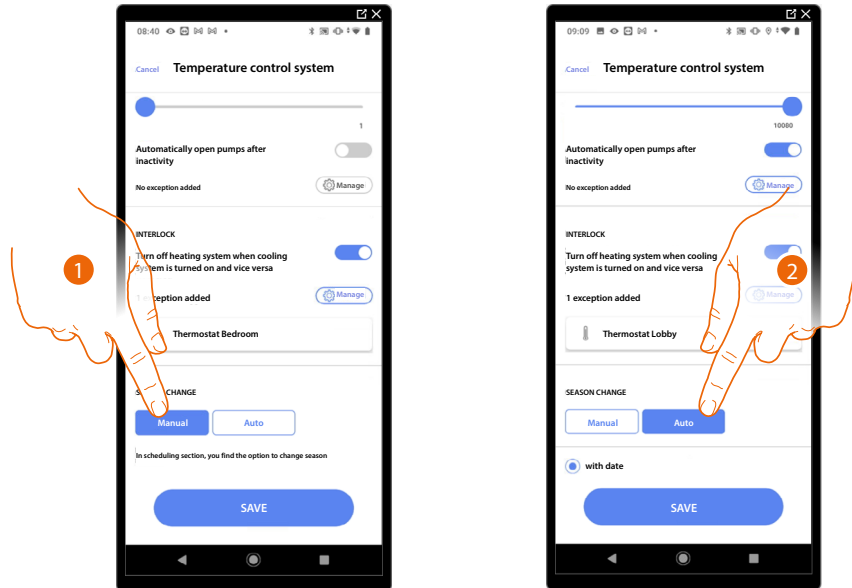 08:40
Cancel Temperature control system
1
Automatically open pumps after
inactivity
No exception added Manage
INTERLOCK
Turn off heating system when cooling
system is turned on and vice versa
1 exception added Manage
Thermostat Bedroom
CHANGE
Manual Auto
In scheduling section, you find the option to change season
SAVE
1
09:09
Cancel Temperature control system
10080
Automatically open pumps after
inactivity
No exception added Manage
INTERLOCK
Turn off heating system when cooling
system is turned on and vice versa
1 exception added Manage
Thermostat Lobby
SEASON CHANGE
Manual Auto
with date
SAVE
2